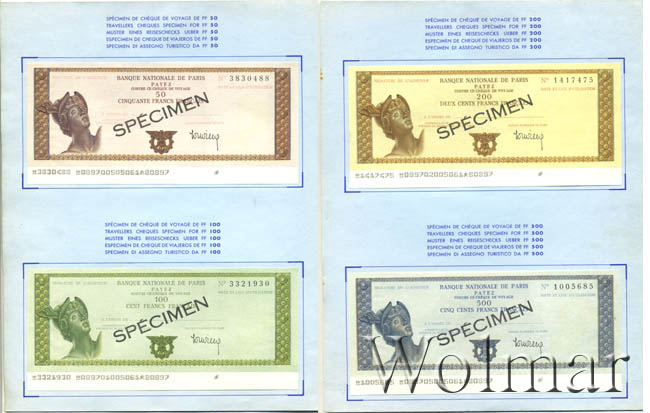 SPÉCIMEN DE CHÈQUE DE VOYAGE DE FF 50
TRAVELLERS CHEQUES SPECIMEN FOR FF 50
MUSTER EINES REISESCHECKS UEBER FF 50
ESPECIMEN DE CHEQUE DE VIAJEROS DE FF 50
SPECIMEN DI ASSEGNO TURISTICO DA FF 50
BANQUE NATIONALE DE PARIS
N° 3830488
PAYEZ
CONTRE CE CHÈQUE DE VOYAGE
50
CINQUANTE FRANCS
SPÉCIMEN
⑈3830488 ⑈089700505061A80897
SPÉCIMEN DE CHÈQUE DE VOYAGE DE FF 100
TRAVELLERS CHEQUES SPECIMEN FOR FF 100
MUSTER EINES REISESCHECKS UEBER FF 100
ESPECIMEN DE CHEQUE DE VIAJEROS DE FF 100
SPECIMEN DI ASSEGNO TURISTICO DA FF 100
BANQUE NATIONALE DE PARIS
N° 3321930
PAYEZ
CONTRE CE CHÈQUE DE VOYAGE
100
CENT FRANCS
SPÉCIMEN
⑈3321930 ⑈089701005061A80897
SPÉCIMEN DE CHÈQUE DE VOYAGE DE FF 200
TRAVELLERS CHEQUES SPECIMEN FOR FF 200
MUSTER EINES REISESCHECKS UEBER FF 200
ESPECIMEN DE CHEQUE DE VIAJEROS DE FF 200
SPECIMEN DI ASSEGNO TURISTICO DA FF 200
BANQUE NATIONALE DE PARIS
N° 1417475
PAYEZ
CONTRE CE CHÈQUE DE VOYAGE
200
DEUX CENTS FRANCS
SPÉCIMEN
⑈1417475 ⑈089702005061A80897
SPÉCIMEN DE CHÈQUE DE VOYAGE DE FF 500
TRAVELLERS CHEQUES SPECIMEN FOR FF 500
MUSTER EINES REISESCHECKS UEBER FF 500
ESPECIMEN DE CHEQUE DE VIAJEROS DE FF 500
SPECIMEN DI ASSEGNO TURISTICO DA FF 500
BANQUE NATIONALE DE PARIS
N° 1005685
PAYEZ
CONTRE CE CHÈQUE DE VOYAGE
500
CINQ CENTS FRANCS
SPÉCIMEN
Wolmar